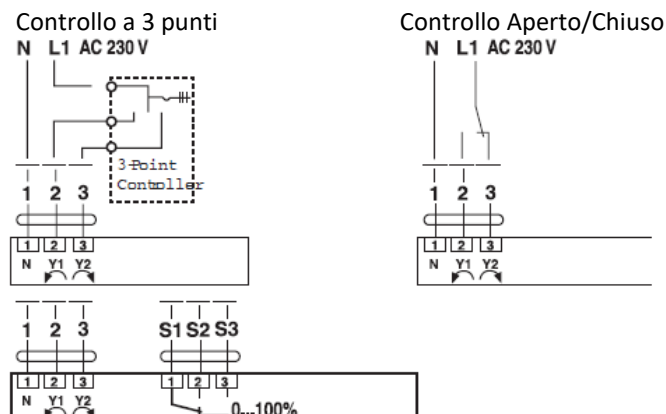 Controllo a 3 punti
N L1 AC 230 V
3-Point
Controller
1 2 3
1 2 3
N Y1 Y2
Controllo Aperto/Chiuso
N L1 AC 230 V
1 2 3
1 2 3
N Y1 Y2
1 2 3
1 2 3
N Y1 Y2
S1 S2 S3
1 2 3
0...100%